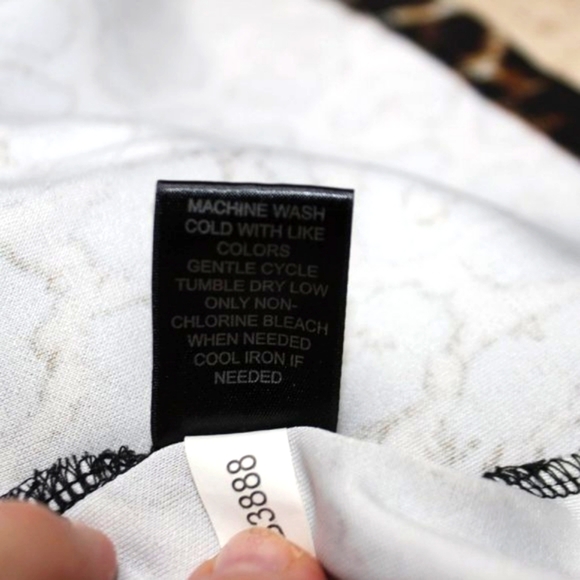 MACHINE WASH
COLD WITH LIKE
COLORS
GENTLE CYCLE
TUMBLE DRY LOW
ONLY NON-
CHLORINE BLEACH
WHEN NEEDED
COOL IRON IF
NEEDED
3888